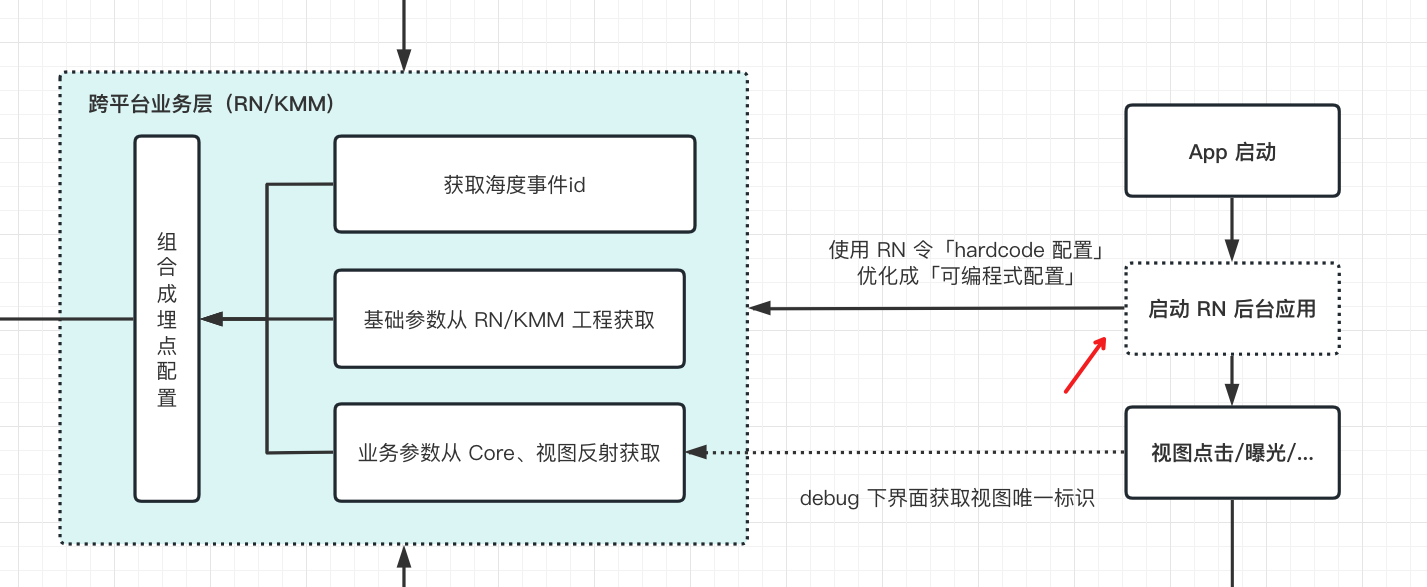 跨平台业务层（RN/KMM）
组
合
成
埋
点
配
置
获取海度事件id
基础参数从 RN/KMM 工程获取
业务参数从 Core、视图反射获取
使用 RN 令「hardcode 配置」
优化成「可编程式配置」
debug 下界面获取视图唯一标识
App 启动
启动 RN 后台应用
视图点击/曝光/...